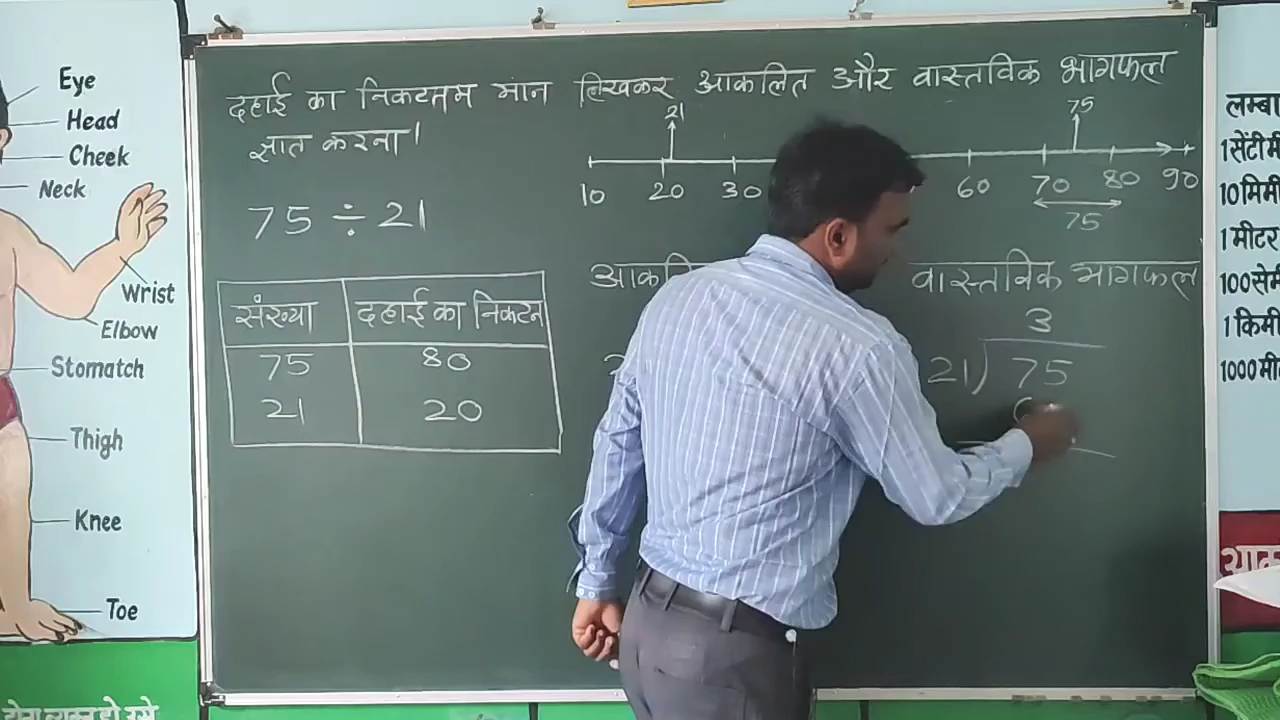 Eye
Head
Cheek
Neck
Wrist
Elbow
Stomatch
Thigh
Knee
Toe
दहाई का निकटतम मान लिखकर आकलित और वास्तविक भागफल
ज्ञात करना।
75 ÷ 21
संख्या दहाई का निकटन
75 80
21 20
21 75
10 20 30 60 70 80 90
75
वास्तविक भागफल
3
21) 75
लम्बा
1 सेंटीमी
10 मिमी
1 मीटर
100 सेमी
1 किमी
1000 मी